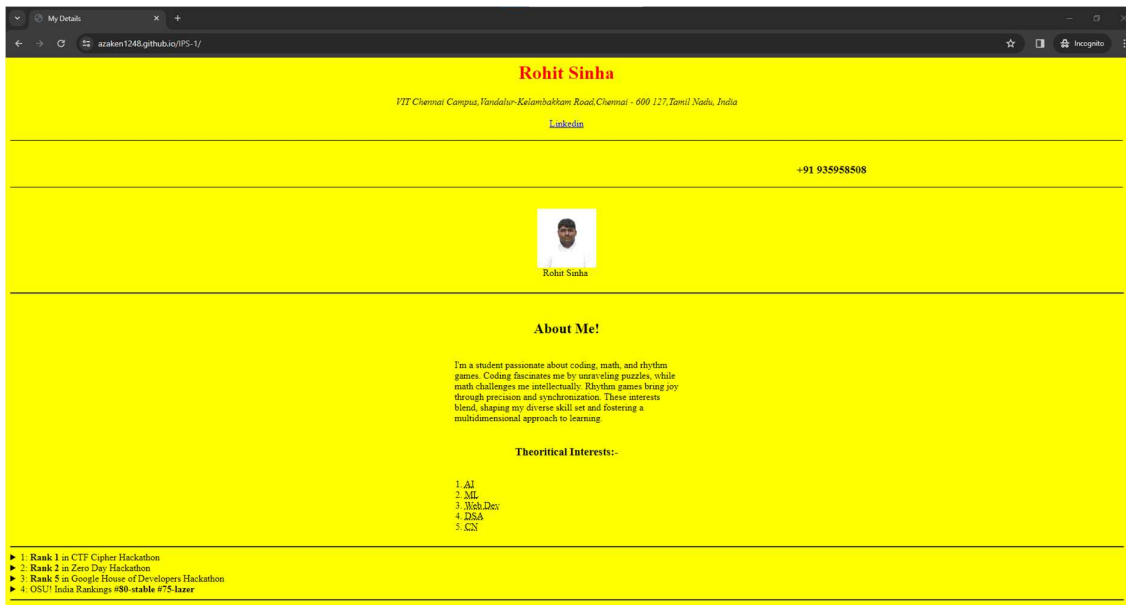 My Details
azaken1248.github.io/IPS-1/
Incognito
Rohit Sinha
VIT Chennai Campus,Vandalur-Kelambakkam Road,Chennai - 600 127,Tamil Nadu, India
Linkedin
+91 935958508
Rohit Sinha
About Me!
I'm a student passionate about coding, math, and rhythm
games. Coding fascinates me by unraveling puzzles, while
math challenges me intellectually. Rhythm games bring joy
through precision and synchronization. These interests
blend, shaping my diverse skill set and fostering a
multidimensional approach to learning.
Theoritical Interests:-
1. AI
2. ML
3. Web Dev
4. DSA
5. CN
1: Rank 1 in CTF Cipher Hackathon
2: Rank 2 in Zero Day Hackathon
3: Rank 5 in Google House of Developers Hackathon
4: OSU! India Rankings #80-stable #75-lazer